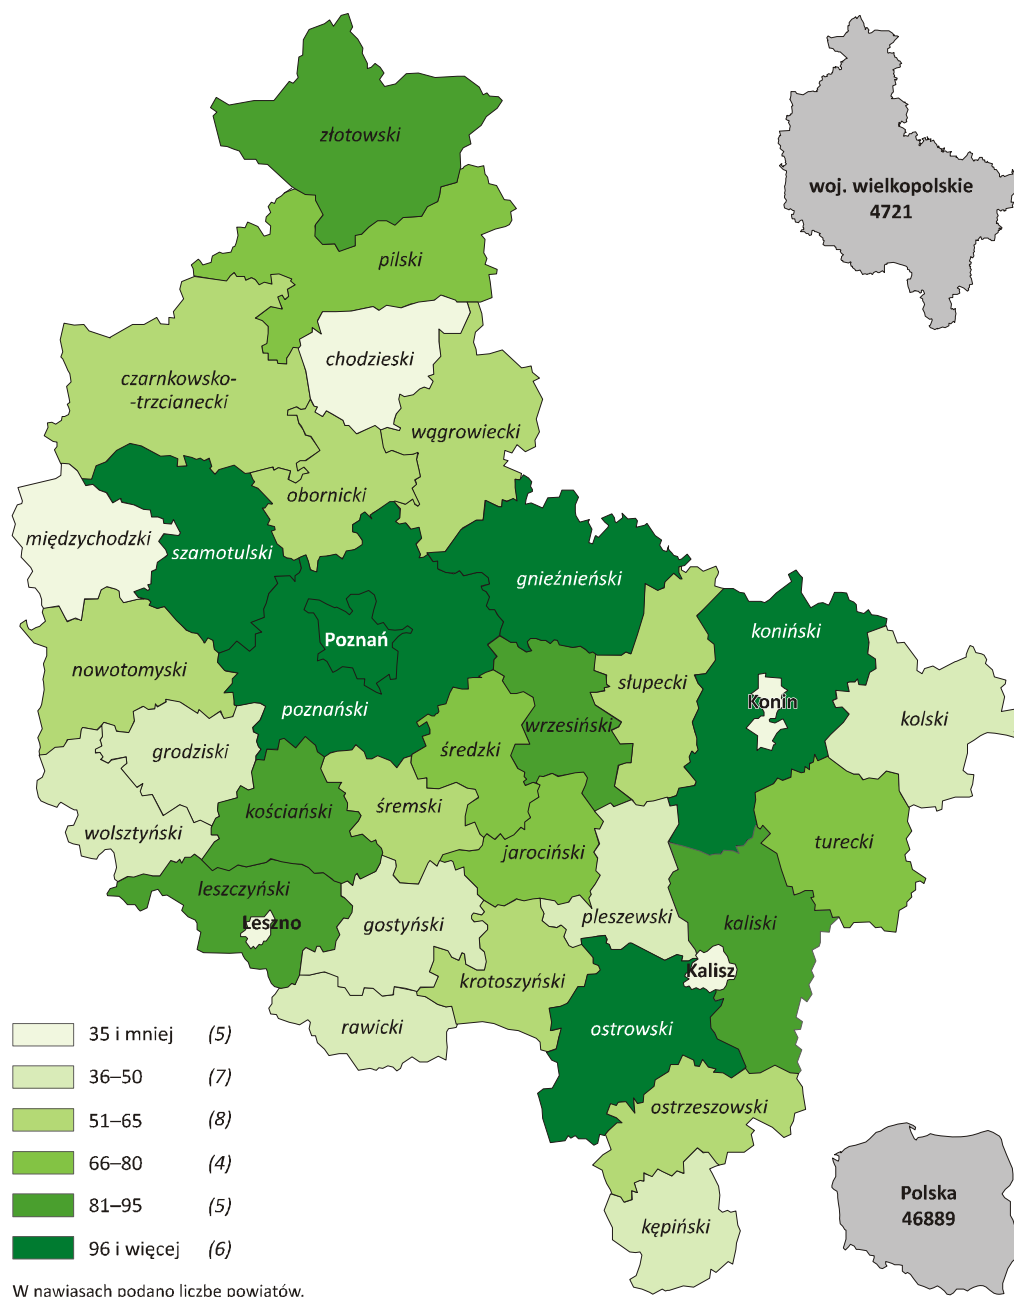 złotowski
woj. wielkopolskie
4721
pilski
chodzieski
czarnkowsko-
-trzcianecki
wągrowiecki
obornicki
międzychodzki
szamotulski
gnieźnieński
koniński
Poznań
nowotomyski
słupecki
Konin
poznański
kolski
wrzesiński
grodziski
średzki
kościański
śremski
wolsztyński
turecki
jarociński
leszczyński
pleszewski
Leszno
gostyński
kaliski
Kalisz
krotoszyński
rawicki
ostrowski
35 i mniej (5)
36–50 (7)
51–65 (8)
66–80 (4)
81–95 (5)
96 i więcej (6)
ostrzeszowski
kępiński
Polska
46889
W nawiasach podano liczbę powiatów.